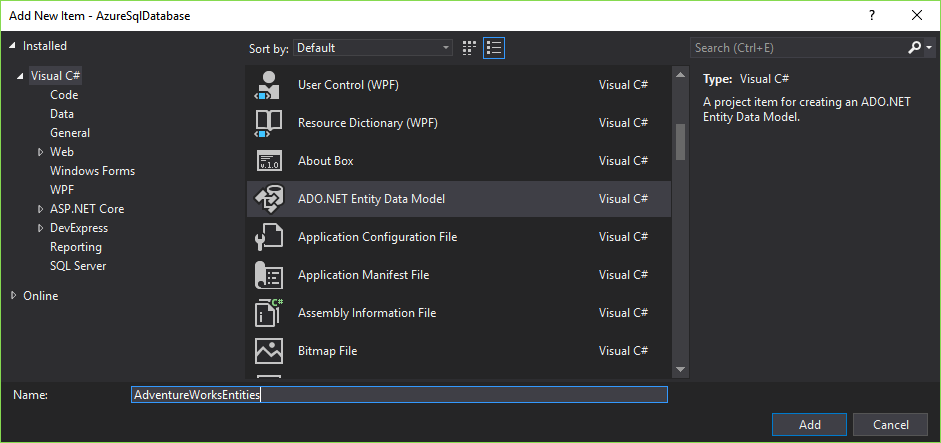 Add New Item - AzureSqlDatabase
?
Installed
Sort by: Default
Search (Ctrl+E)
Visual C#
Code
Data
General
Web
Windows Forms
WPF
ASP.NET Core
DevExpress
Reporting
SQL Server
Online
User Control (WPF) Visual C#
Resource Dictionary (WPF) Visual C#
v.1.0 About Box Visual C#
ADO.NET Entity Data Model Visual C#
Application Configuration File Visual C#
Application Manifest File Visual C#
C# Assembly Information File Visual C#
Bitmap File Visual C#
Type: Visual C#
A project item for creating an ADO.NET
Entity Data Model.
Name: AdventureWorksEntities
Add Cancel